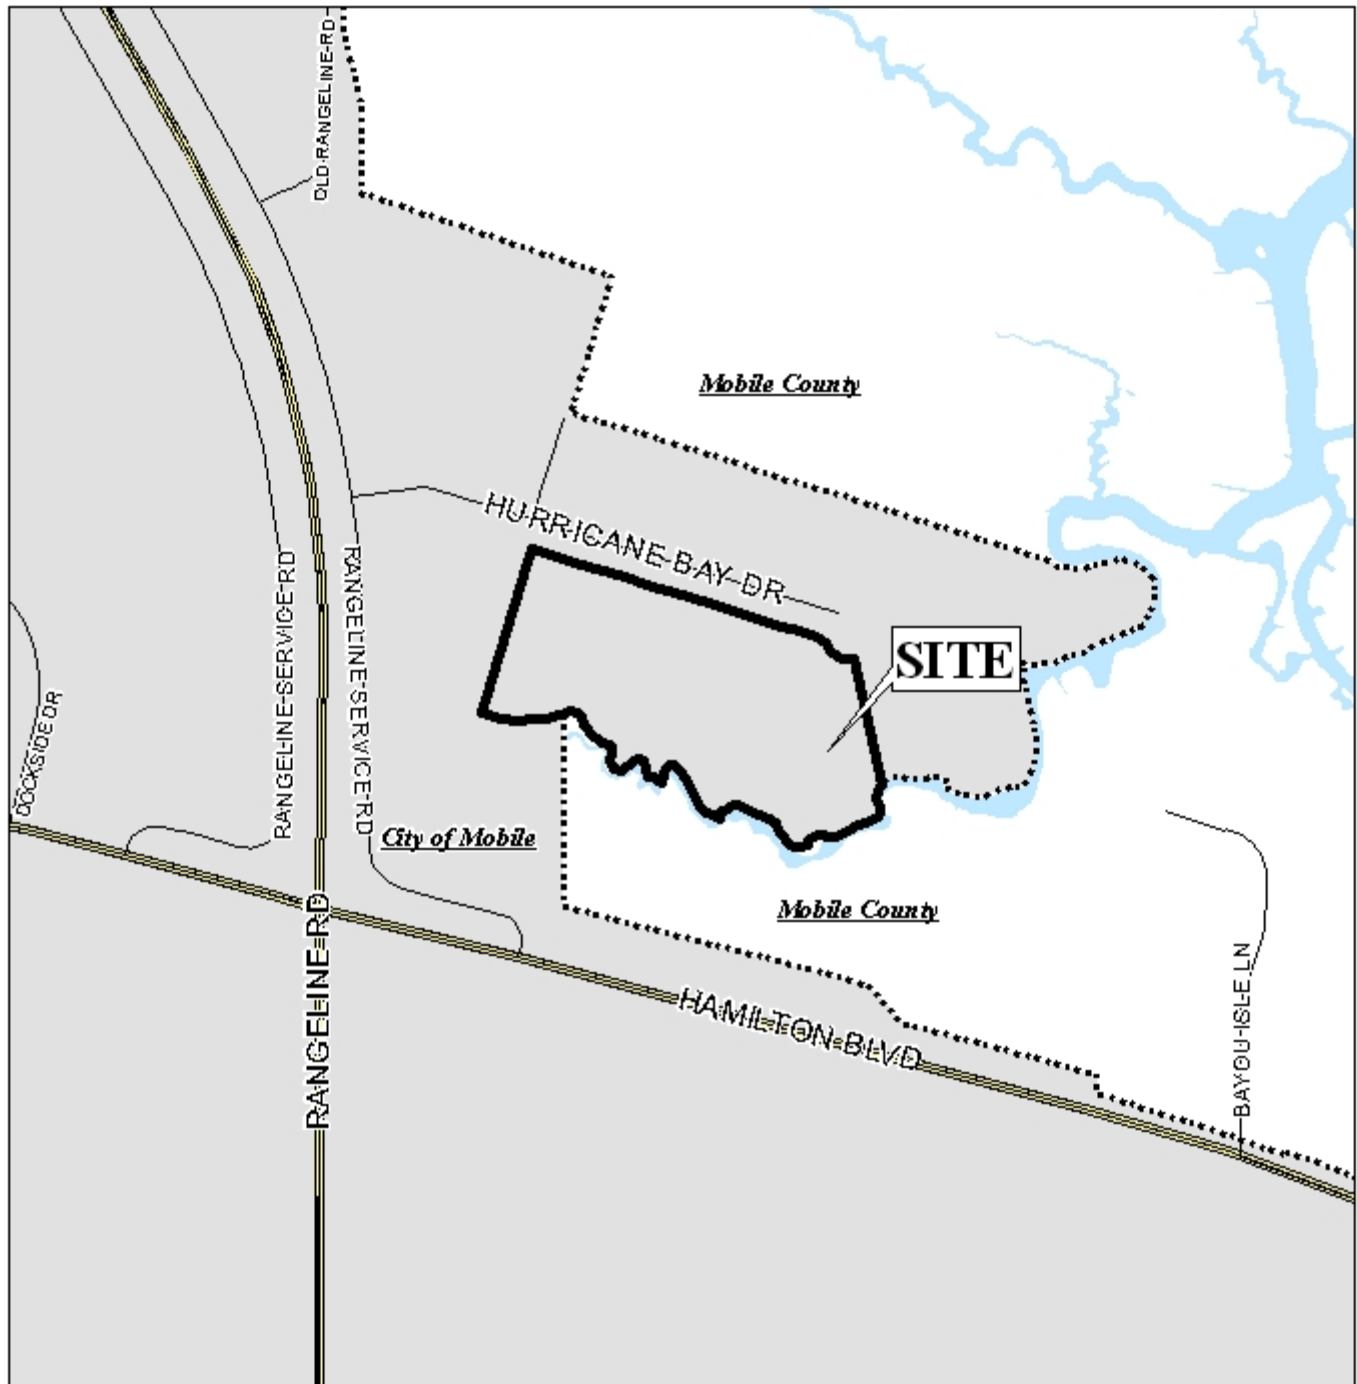 OLD RANGELINE RD
Mobile County
HURRICANE BAY DR
RANGELINE SERVICE RD
RANGELINE SERVICE RD
SITE
DOCKSIDE DR
City of Mobile
Mobile County
RANGELINE RD
HAMILTON BLVD
BAYOU ISLE LN